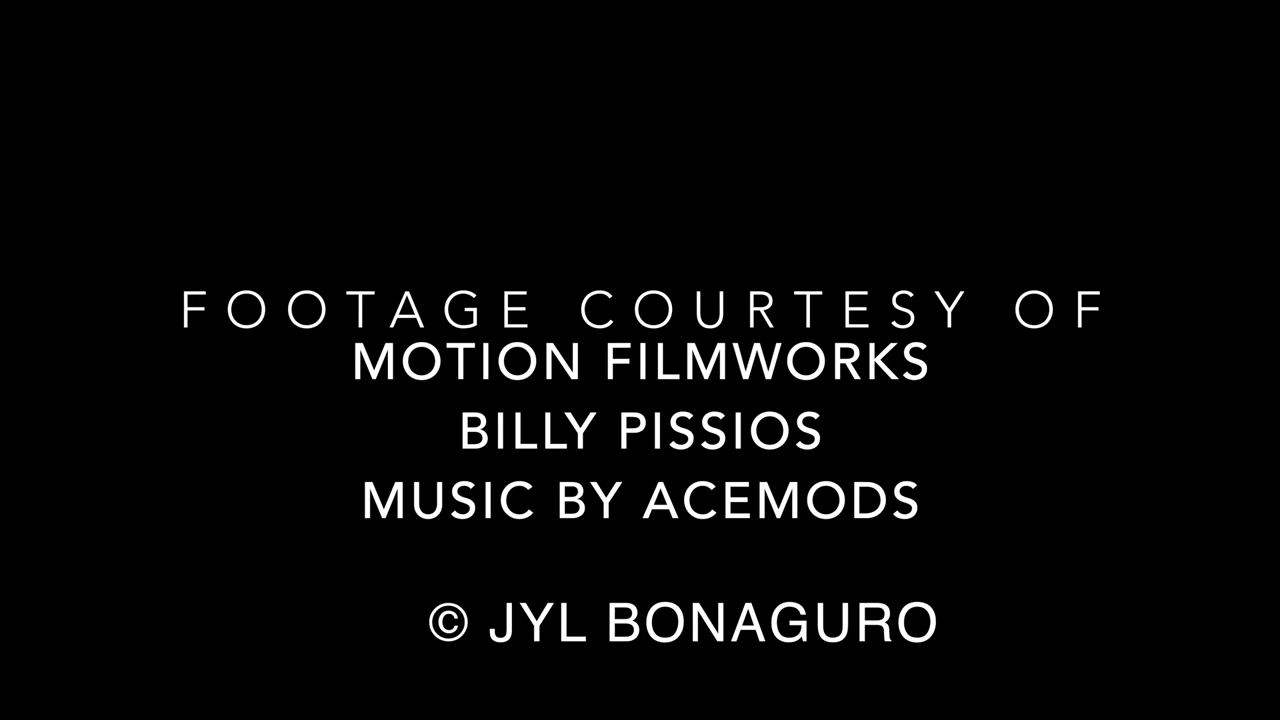 FOOTAGE COURTESY OF
MOTION FILMWORKS
BILLY PISSIOS
MUSIC BY ACEMODS
© JYL BONAGURO